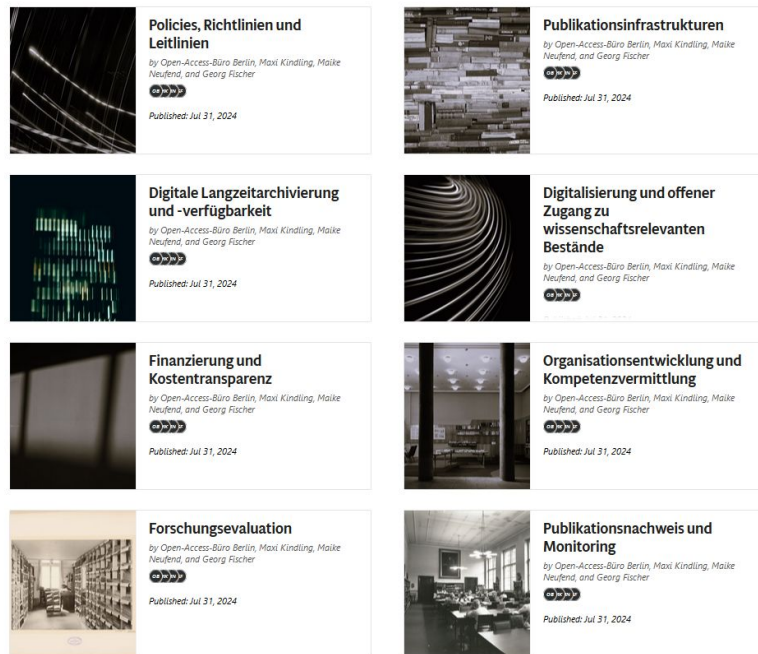 Policies, Richtlinien und
Leitlinien
by Open-Access-Büro Berlin, Maxi Kindling, Maike
Neufend, and Georg Fischer
Published: Jul 31, 2024
Publikationsinfrastrukturen
by Open-Access-Büro Berlin, Maxi Kindling, Maike
Neufend, and Georg Fischer
Published: Jul 31, 2024
Digitale Langzeitarchivierung
und -verfügbarkeit
by Open-Access-Büro Berlin, Maxi Kindling, Maike
Neufend, and Georg Fischer
Published: Jul 31, 2024
Digitalisierung und offener
Zugang zu
wissenschaftsrelevanten
Bestände
by Open-Access-Büro Berlin, Maxi Kindling, Maike
Neufend, and Georg Fischer
Finanzierung und
Kostentransparenz
by Open-Access-Büro Berlin, Maxi Kindling, Maike
Neufend, and Georg Fischer
Published: Jul 31, 2024
Organisationsentwicklung und
Kompetenzvermittlung
by Open-Access-Büro Berlin, Maxi Kindling, Maike
Neufend, and Georg Fischer
Published: Jul 31, 2024
Forschungsevaluation
by Open-Access-Büro Berlin, Maxi Kindling, Maike
Neufend, and Georg Fischer
Published: Jul 31, 2024
Publikationsnachweis und
Monitoring
by Open-Access-Büro Berlin, Maxi Kindling, Maike
Neufend, and Georg Fischer
Published: Jul 31, 2024